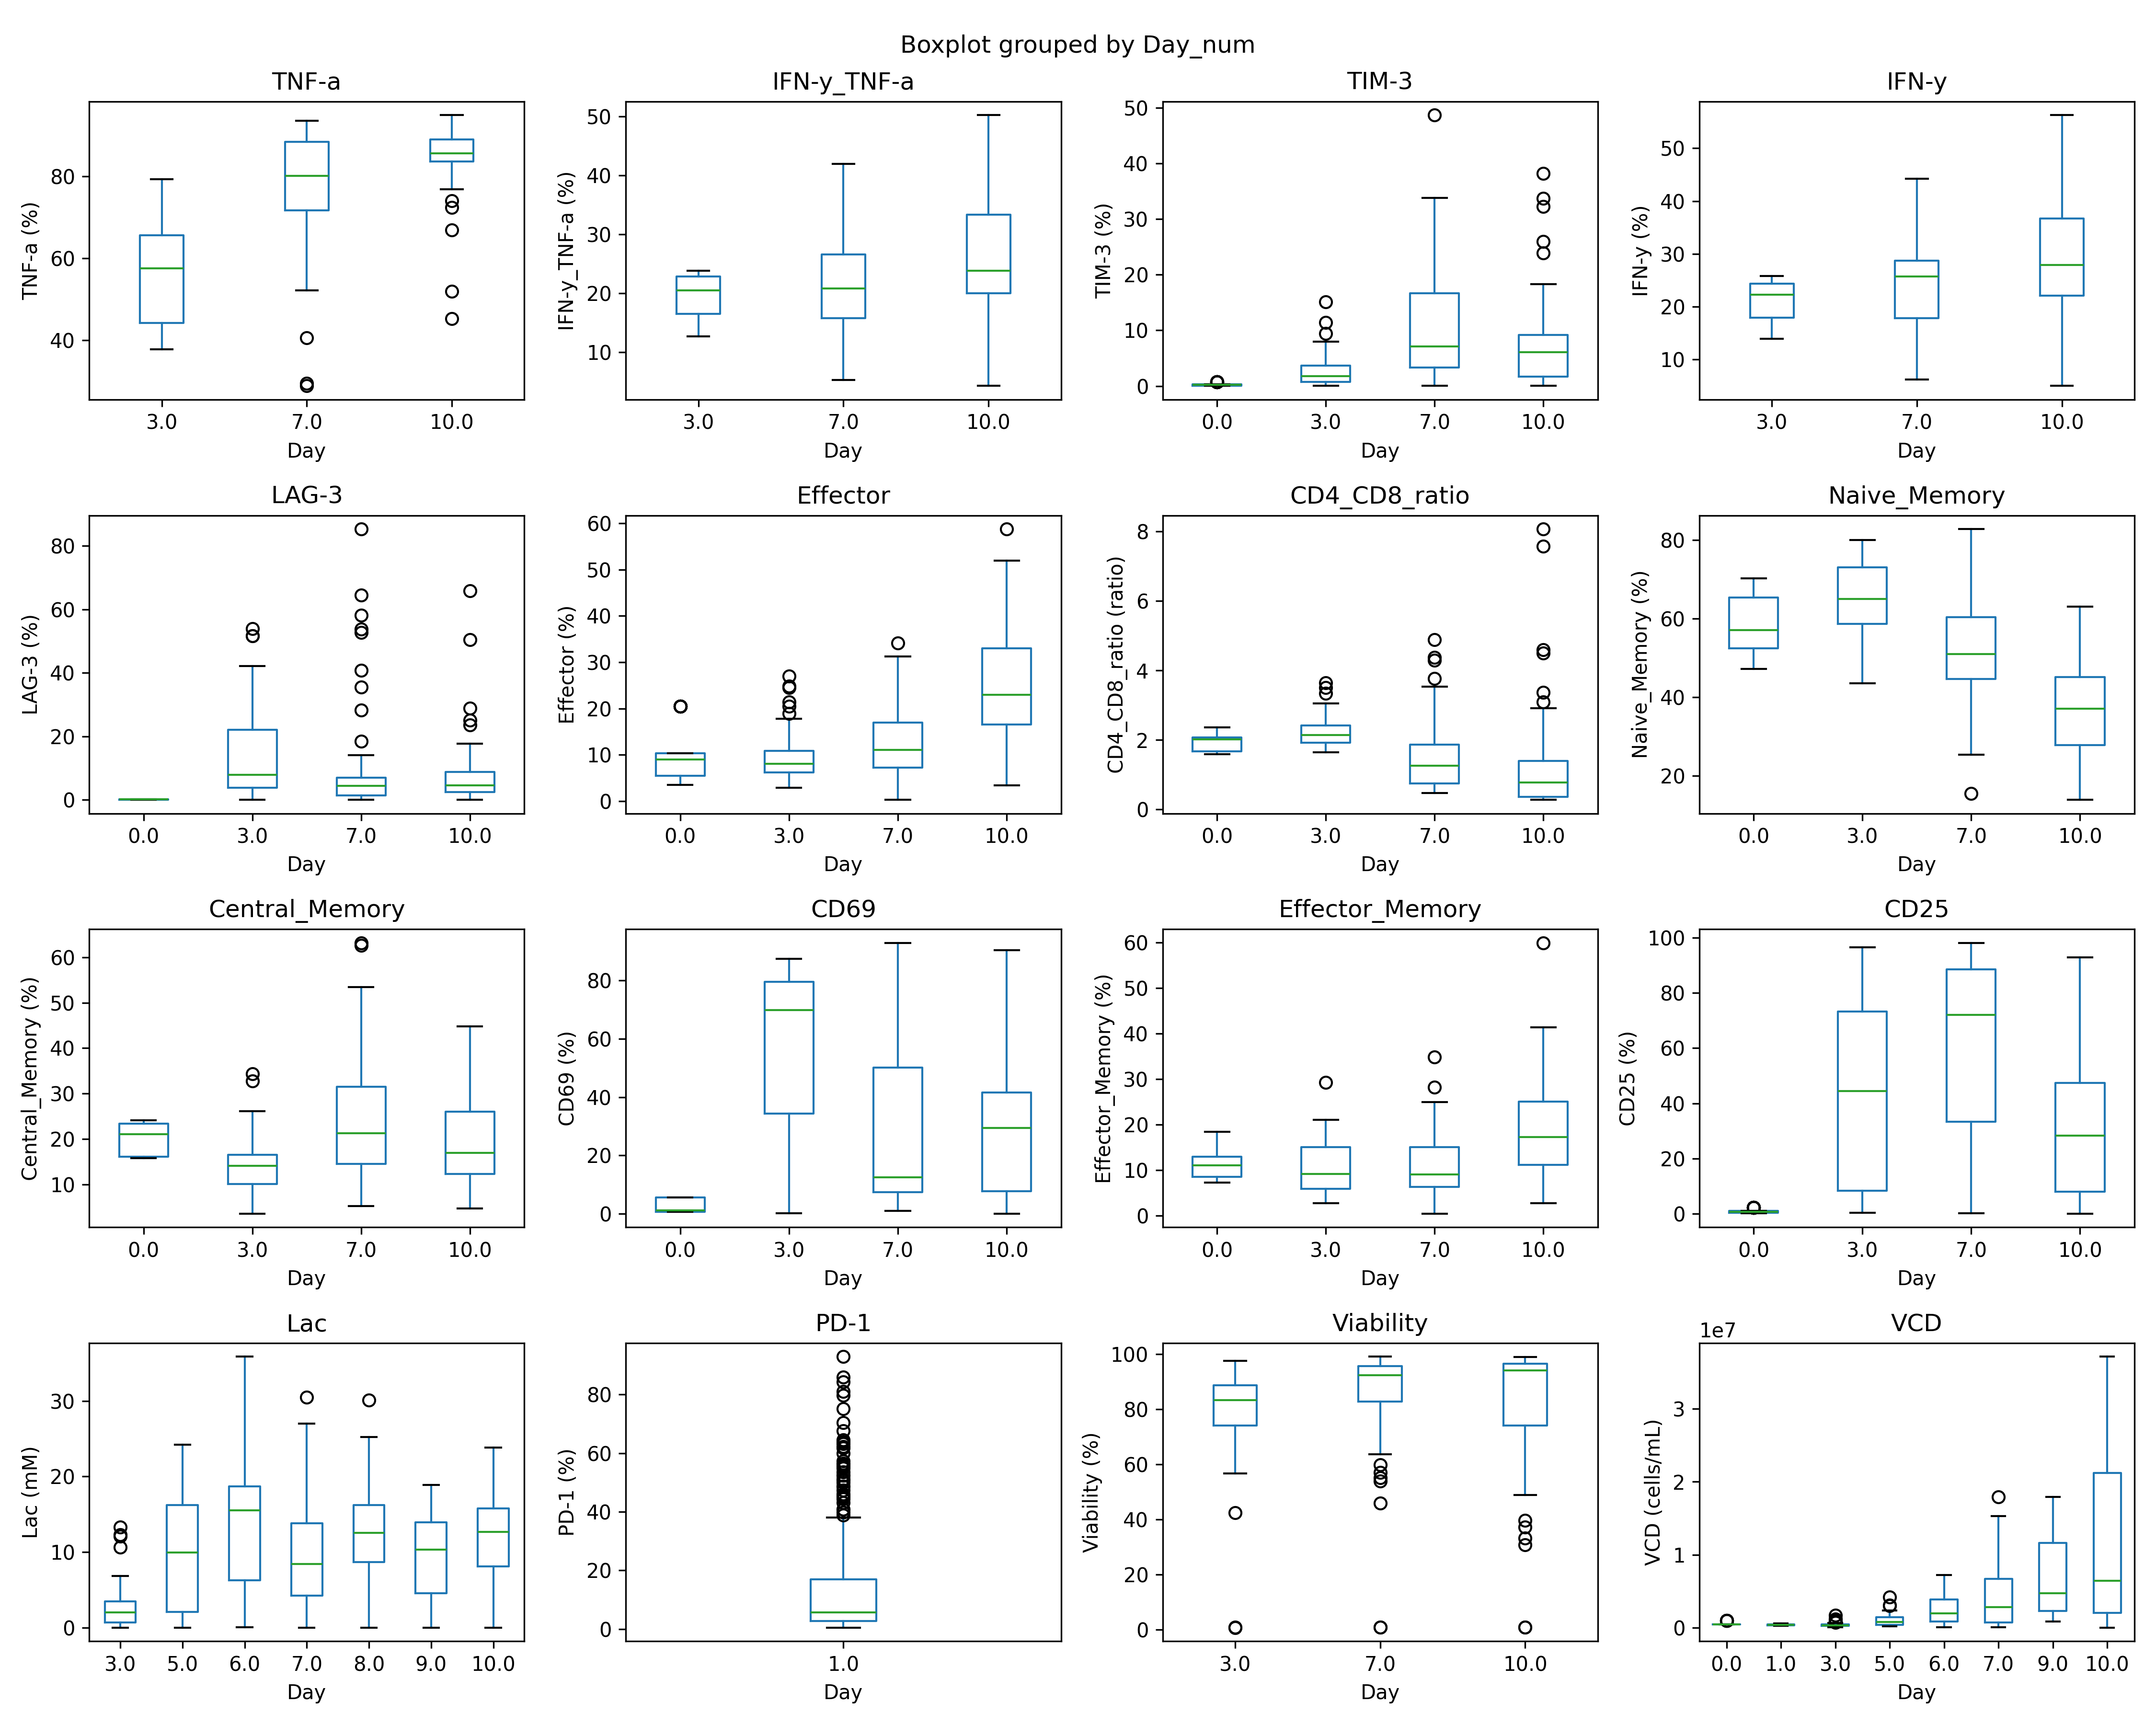 Boxplot grouped by Day_num
TNF-a
TNF-a (%)
80
60
40
3.0 7.0 10.0
Day
IFN-y_TNF-a
IFN-y_TNF-a (%)
50
40
30
20
10
3.0 7.0 10.0
Day
TIM-3
TIM-3 (%)
50
40
30
20
10
0
0.0 3.0 7.0 10.0
Day
IFN-y
IFN-y (%)
50
40
30
20
10
3.0 7.0 10.0
Day
LAG-3
LAG-3 (%)
80
60
40
20
0
0.0 3.0 7.0 10.0
Day
Effector
Effector (%)
60
50
40
30
20
10
0
0.0 3.0 7.0 10.0
Day
CD4_CD8_ratio
CD4_CD8_ratio (ratio)
8
6
4
2
0
0.0 3.0 7.0 10.0
Day
Naive_Memory
Naive_Memory (%)
80
60
40
20
0.0 3.0 7.0 10.0
Day
Central_Memory
Central_Memory (%)
60
50
40
30
20
10
0.0 3.0 7.0 10.0
Day
CD69
CD69 (%)
80
60
40
20
0
0.0 3.0 7.0 10.0
Day
Effector_Memory
Effector_Memory (%)
60
50
40
30
20
10
0
0.0 3.0 7.0 10.0
Day
CD25
CD25 (%)
100
80
60
40
20
0
0.0 3.0 7.0 10.0
Day
Lac
Lac (mM)
30
20
10
0
3.0 5.0 6.0 7.0 8.0 9.0 10.0
Day
PD-1
PD-1 (%)
80
60
40
20
0
1.0
Day
Viability
Viability (%)
100
80
60
40
20
0
3.0 7.0 10.0
Day
VCD
1e7
VCD (cells/mL)
3
2
1
0
0.0 1.0 3.0 5.0 6.0 7.0 9.0 10.0
Day